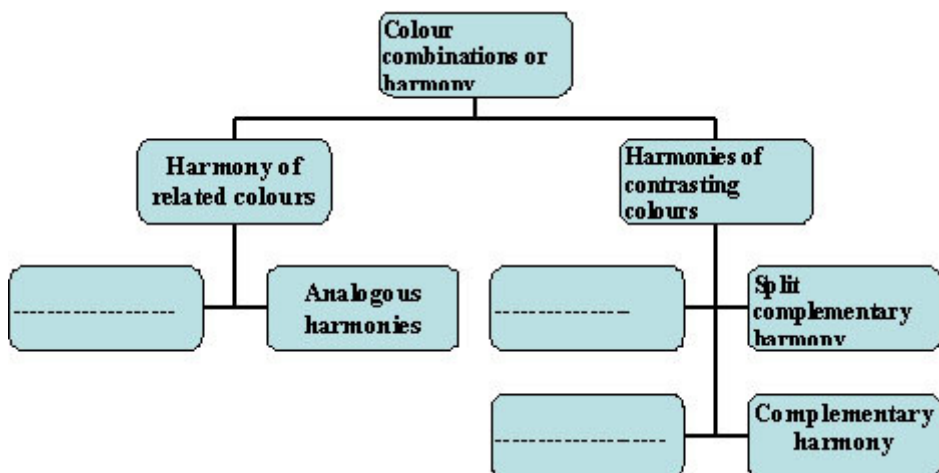 Colour
combinations or
harmony
Harmony of
related colours
Harmonies of
contrasting
colours
--------------------
Analogous
harmonies
-----------------
Split
complementary
harmony
---------------------
Complementary
harmony